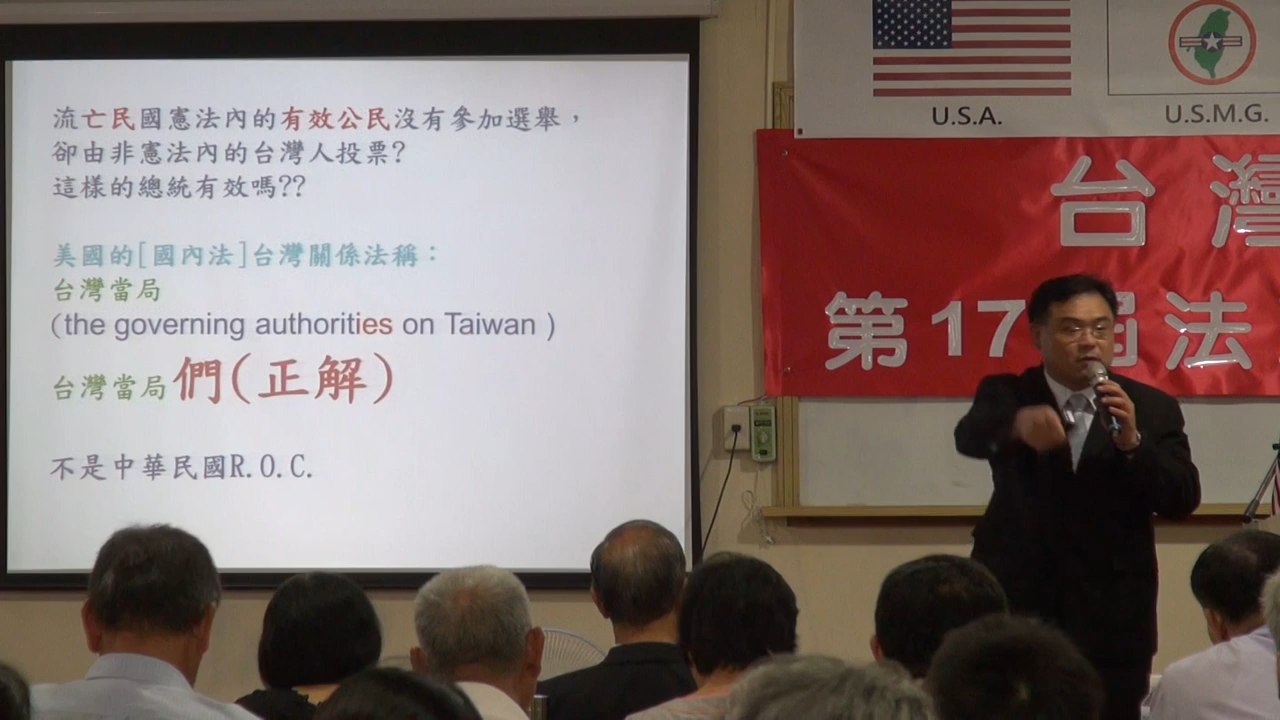 流亡民國憲法內的有效公民沒有參加選舉，
卻由非憲法內的台灣人投票?
這樣的總統有效嗎??
美國的[國內法]台灣關係法稱：
台灣當局
(the governing authorities on Taiwan )
台灣當局們(正解)
不是中華民國R.O.C.
U.S.A.
U.S.M.G.
台灣
第17屆法